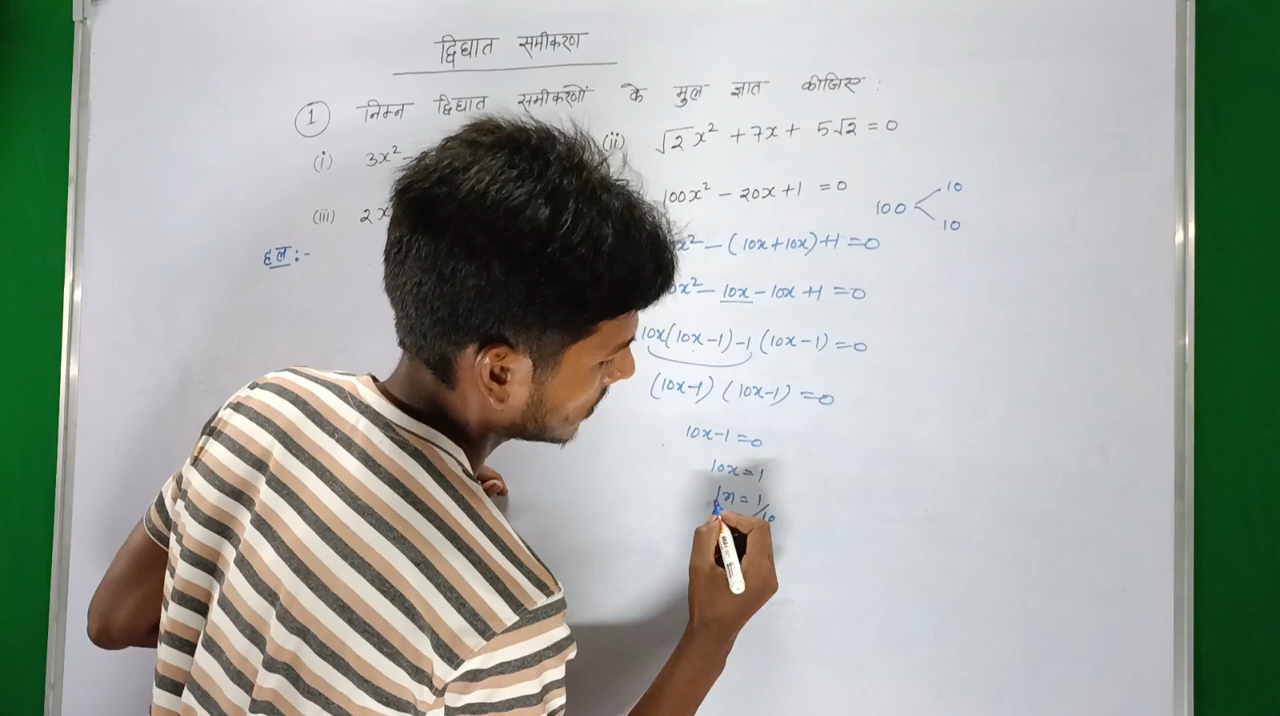 द्विघात समीकरण
1 निम्न द्विघात समीकरणों के मुल ज्ञात कीजिए :
(i) 3x² - (ii) √2x² + 7x + 5√2 = 0
(iii) 2x 100x² - 20x + 1 = 0 100 < 10 10
हल:- x² - (10x + 10x) + 1 = 0
x² - 10x - 10x + 1 = 0
10x(10x - 1) - 1(10x - 1) = 0
(10x - 1) (10x - 1) = 0
10x - 1 = 0
10x = 1
x = 1/10